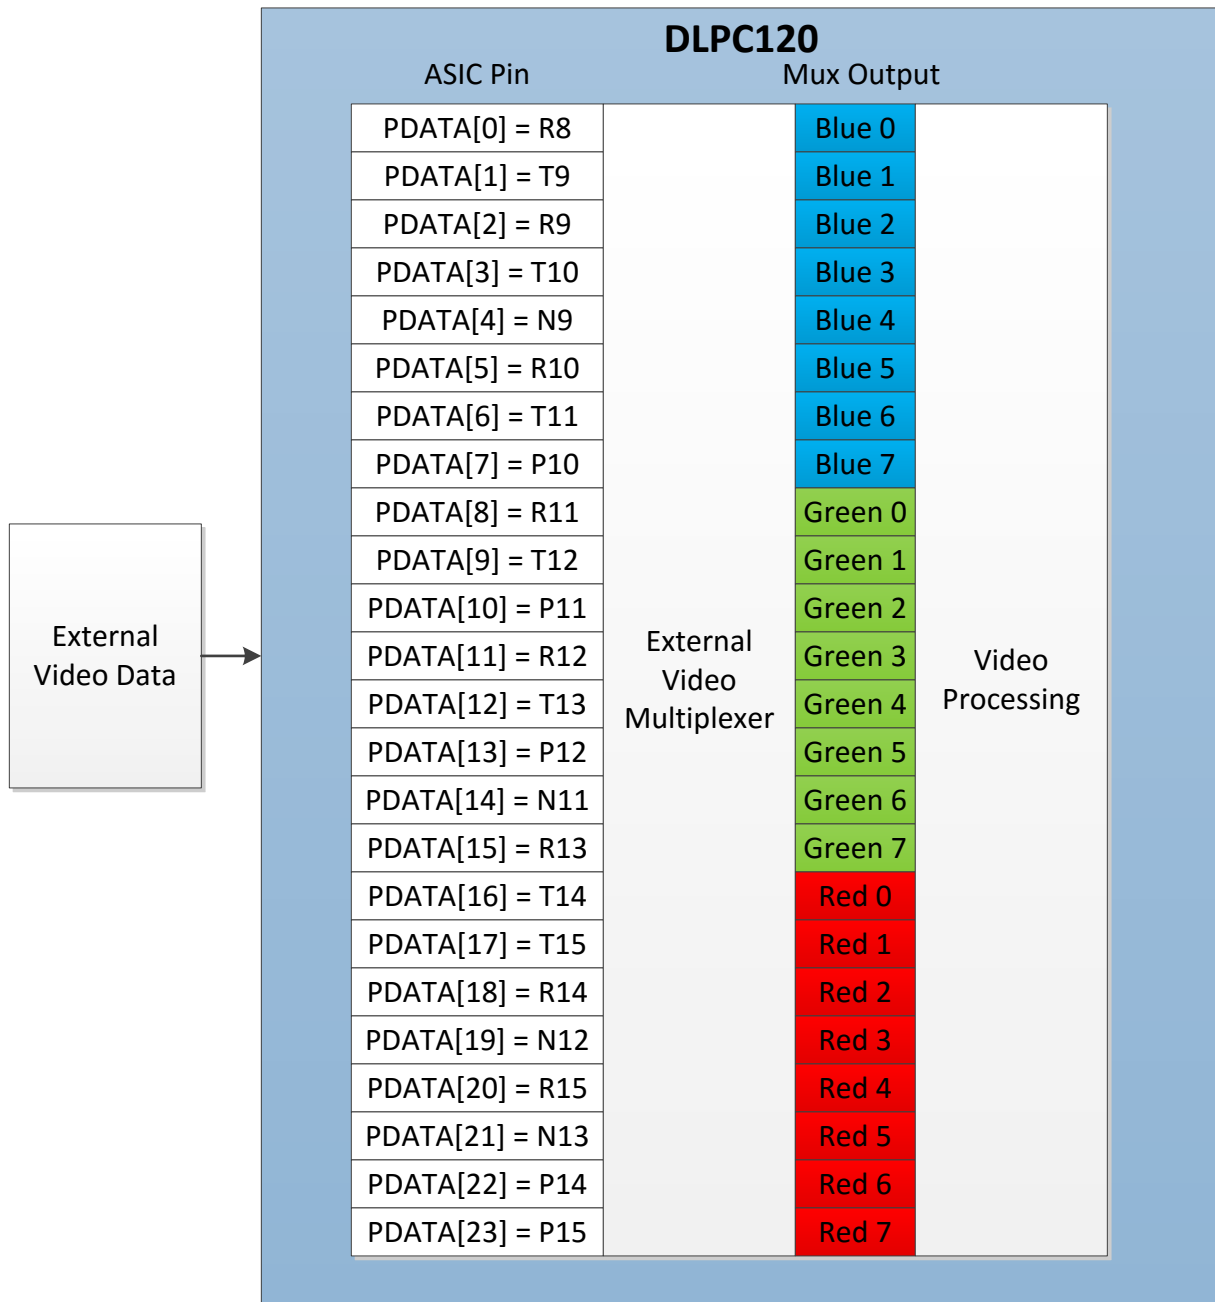 DLPC120
ASIC Pin Mux Output
PDATA[0] = R8 Blue 0
PDATA[1] = T9 Blue 1
PDATA[2] = R9 Blue 2
PDATA[3] = T10 Blue 3
PDATA[4] = N9 Blue 4
PDATA[5] = R10 Blue 5
PDATA[6] = T11 Blue 6
PDATA[7] = P10 Blue 7
PDATA[8] = R11 Green 0
PDATA[9] = T12 Green 1
PDATA[10] = P11 Green 2
PDATA[11] = R12 Green 3
PDATA[12] = T13 Green 4
PDATA[13] = P12 Green 5
PDATA[14] = N11 Green 6
PDATA[15] = R13 Green 7
PDATA[16] = T14 Red 0
PDATA[17] = T15 Red 1
PDATA[18] = R14 Red 2
PDATA[19] = N12 Red 3
PDATA[20] = R15 Red 4
PDATA[21] = N13 Red 5
PDATA[22] = P14 Red 6
PDATA[23] = P15 Red 7
External
Video Data
External
Video
Multiplexer
Video
Processing